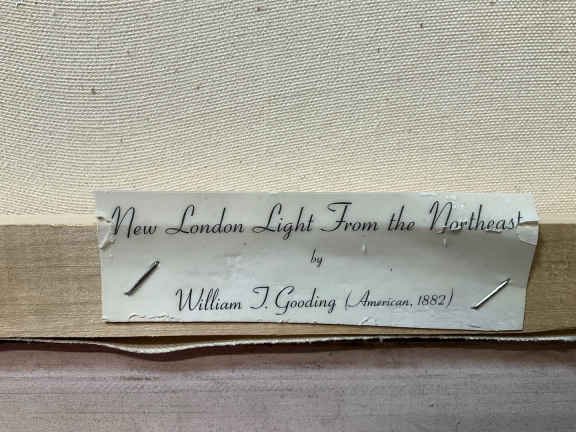 New London Light From the Northeast
by
William T. Gooding (American, 1882)